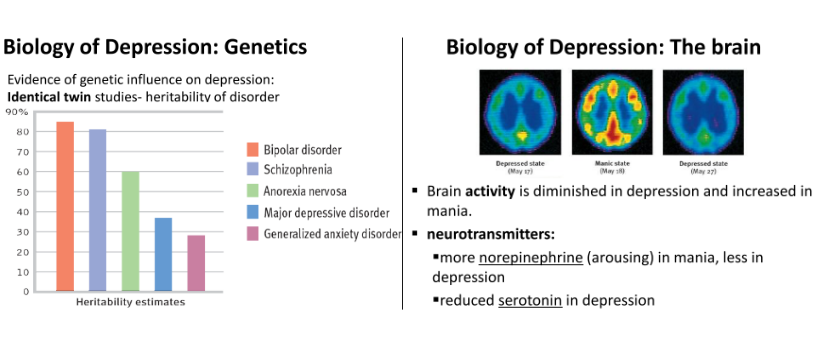 Biology of Depression: Genetics
Evidence of genetic influence on depression:
Identical twin studies- heritability of disorder
90%
80
70
60
50
40
30
20
10
0
Heritability estimates
Bipolar disorder
Schizophrenia
Anorexia nervosa
Major depressive disorder
Generalized anxiety disorder
Biology of Depression: The brain
Depressed state
(May 17)
Manic state
(May 18)
Depressed state
(May 27)
▪ Brain activity is diminished in depression and increased in
mania.
▪ neurotransmitters:
▪more norepinephrine (arousing) in mania, less in
depression
▪reduced serotonin in depression